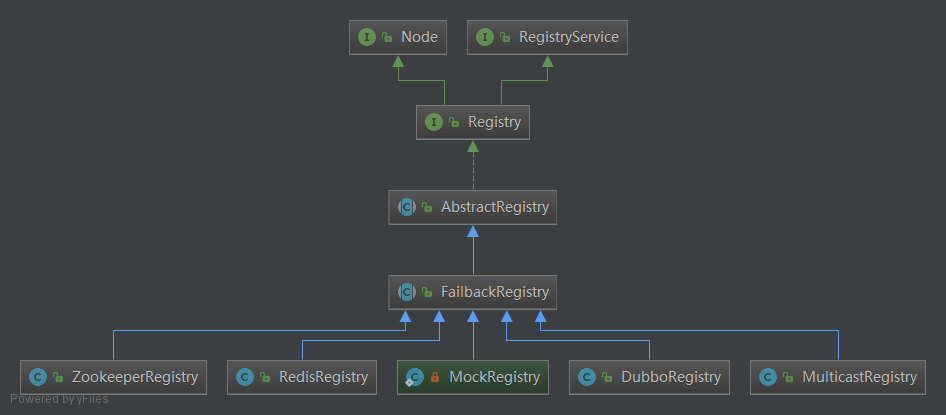 Node
RegistryService
Registry
AbstractRegistry
FailbackRegistry
ZookeeperRegistry
RedisRegistry
MockRegistry
DubboRegistry
MulticastRegistry
Powered by yFiles